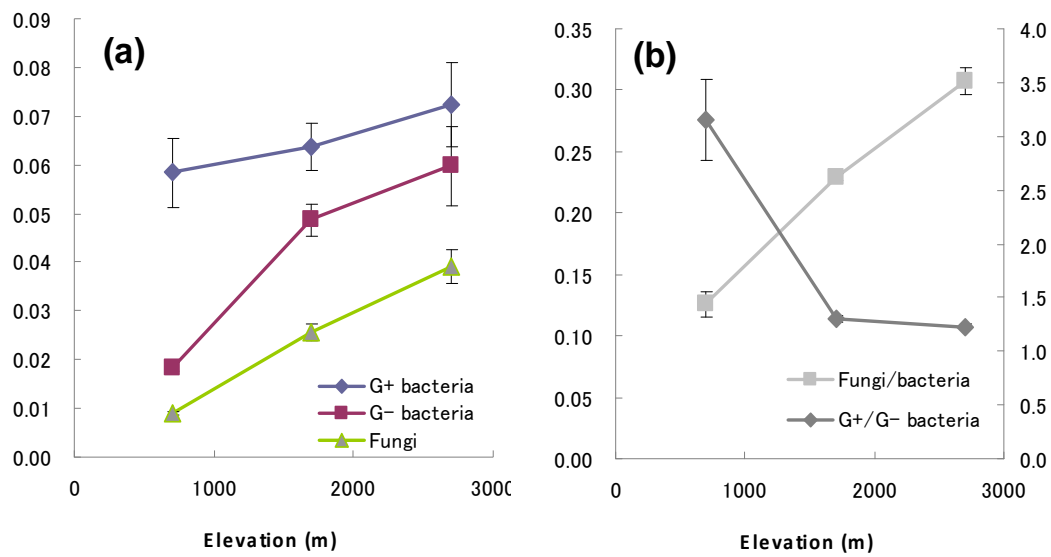 (a)
0.09
0.08
0.07
0.06
0.05
0.04
0.03
0.02
0.01
0.00
G+ bacteria
G− bacteria
Fungi
0 1000 2000 3000
Elevation (m)
(b)
0.35
0.30
0.25
0.20
0.15
0.10
0.05
0.00
4.0
3.5
3.0
2.5
2.0
1.5
1.0
0.5
0.0
Fungi/bacteria
G+/G− bacteria
0 1000 2000 3000
Elevation (m)